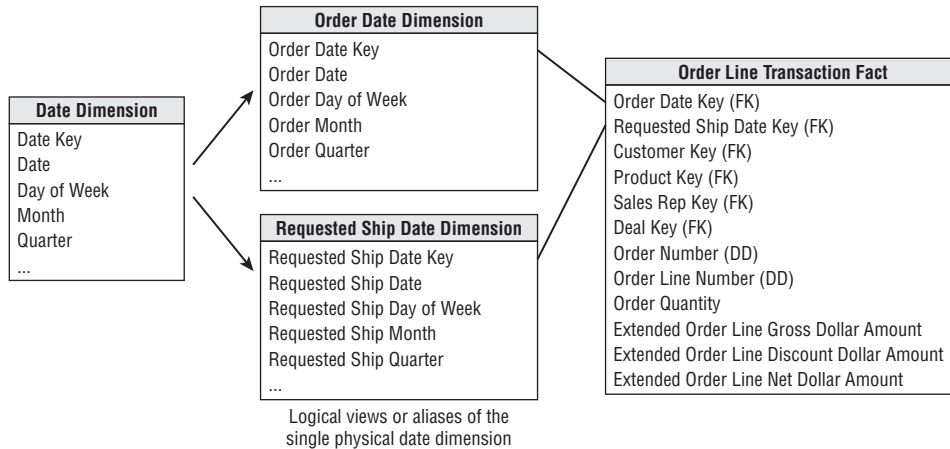 Date Dimension
Date Key
Date
Day of Week
Month
Quarter
...
Order Date Dimension
Order Date Key
Order Date
Order Day of Week
Order Month
Order Quarter
...
Requested Ship Date Dimension
Requested Ship Date Key
Requested Ship Date
Requested Ship Day of Week
Requested Ship Month
Requested Ship Quarter
...
Logical views or aliases of the
single physical date dimension
Order Line Transaction Fact
Order Date Key (FK)
Requested Ship Date Key (FK)
Customer Key (FK)
Product Key (FK)
Sales Rep Key (FK)
Deal Key (FK)
Order Number (DD)
Order Line Number (DD)
Order Quantity
Extended Order Line Gross Dollar Amount
Extended Order Line Discount Dollar Amount
Extended Order Line Net Dollar Amount